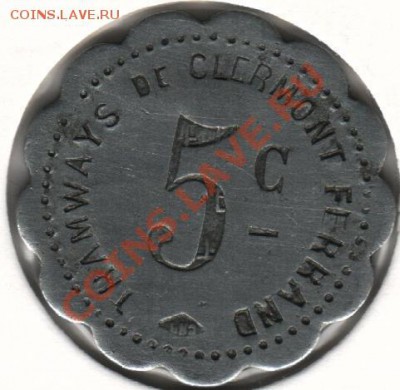 COINS.LAVE.RU
TRAMWAYS DE CLERMONT FERRAND
5 C
COINS.LAVE.RU